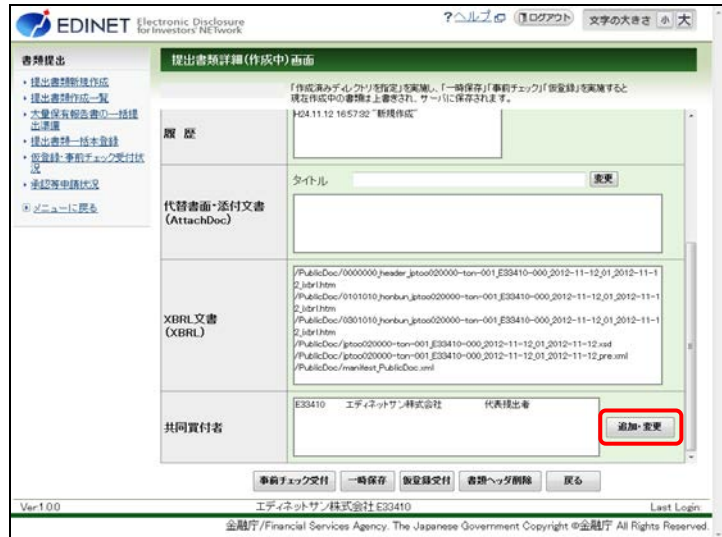 EDINET Electronic Disclosure for Investors' NETwork
?ヘルプ ログアウト 文字の大きさ 小 大
書類提出
・提出書類新規作成
・提出書類作成一覧
・大量保有報告書の一括提
出準備
・提出書類一括本登録
・仮登録・事前チェック受付状
況
・承認等申請状況
メニューに戻る
提出書類詳細(作成中)画面
「作成済みディレクトリを指定」を実施し、「一時保存」「事前チェック」「仮登録」を実施すると
現在作成中の書類は上書きされ、サーバに保存されます。
履 歴
H24.11.12 16:57:32 "新規作成"
タイトル 変更
代替書面・添付文書
(AttachDoc)
XBRL文書
(XBRL)
/PublicDoc/0000000_header_jptoo020000-ton-001_E33410-000_2012-11-12_01_2012-11-1
2_ixbrl.htm
/PublicDoc/0101010_honbun_jptoo020000-ton-001_E33410-000_2012-11-12_01_2012-11-1
2_ixbrl.htm
/PublicDoc/0301010_honbun_jptoo020000-ton-001_E33410-000_2012-11-12_01_2012-11-1
2_ixbrl.htm
/PublicDoc/jptoo020000-ton-001_E33410-000_2012-11-12_01_2012-11-12.xsd
/PublicDoc/jptoo020000-ton-001_E33410-000_2012-11-12_01_2012-11-12_pre.xml
/PublicDoc/manifest_PublicDoc.xml
共同買付者
E33410 エディネットサン株式会社 代表提出者
追加・変更
事前チェック受付 一時保存 仮登録受付 書類ヘッダ削除 戻る
Ver1.00 エディネットサン株式会社:E33410 Last Login:
金融庁/Financial Services Agency. The Japanese Government Copyright ©金融庁 All Rights Reserved.